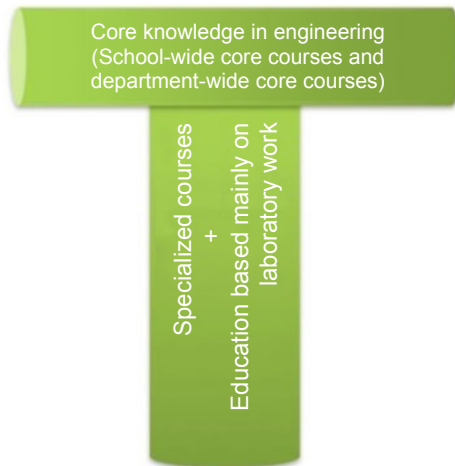 Core knowledge in engineering
(School-wide core courses and
department-wide core courses)
Specialized courses
+
Education based mainly on
laboratory work